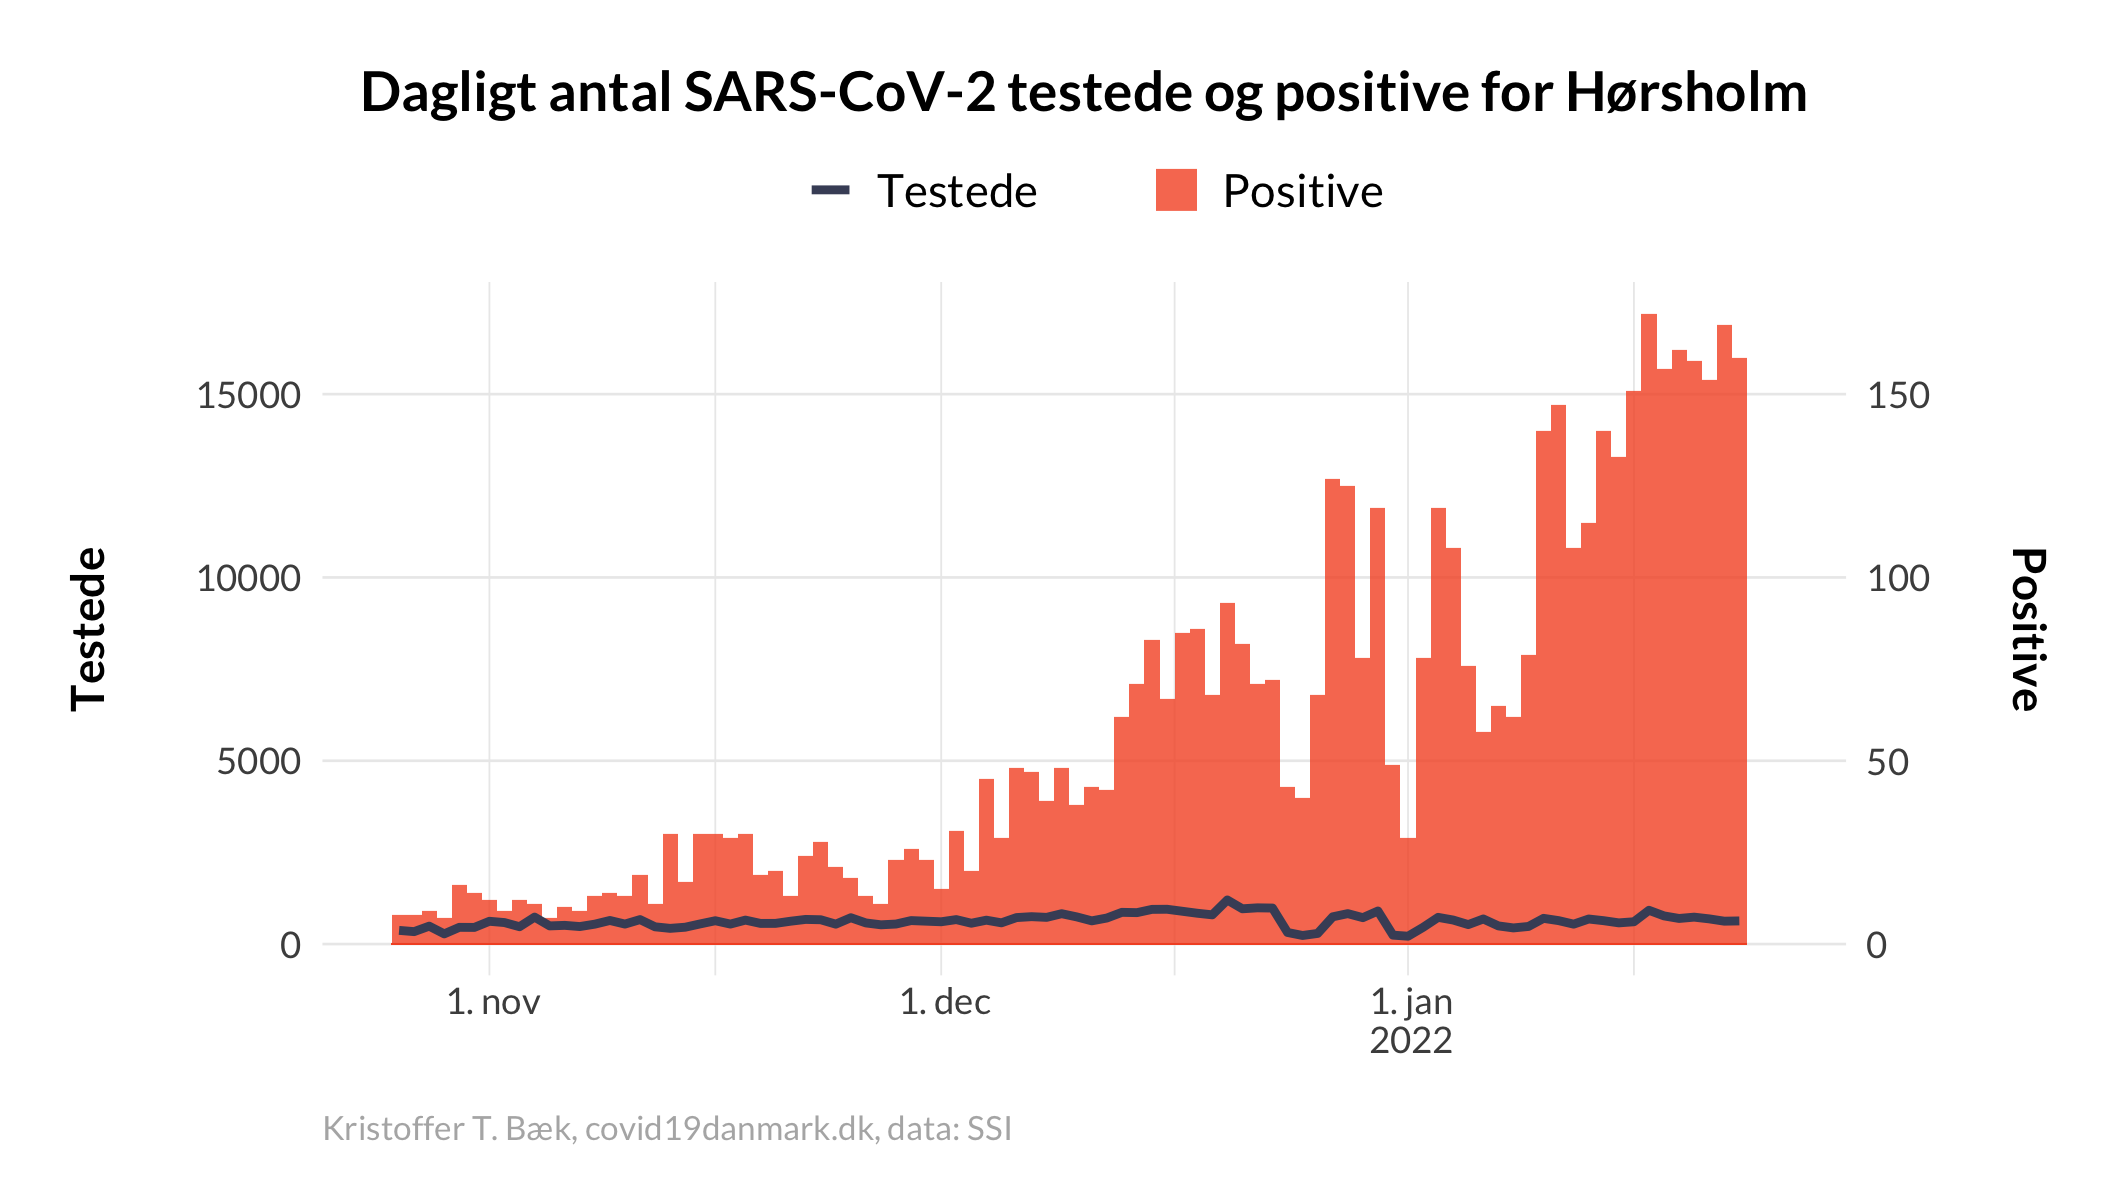 Dagligt antal SARS-CoV-2 testede og positive for Hørsholm
Testede
Positive
15000
10000
5000
0
150
100
50
0
Testede
Positive
1. nov
1. dec
1. jan
2022
Kristoffer T. Bæk, covid19danmark.dk, data: SSI